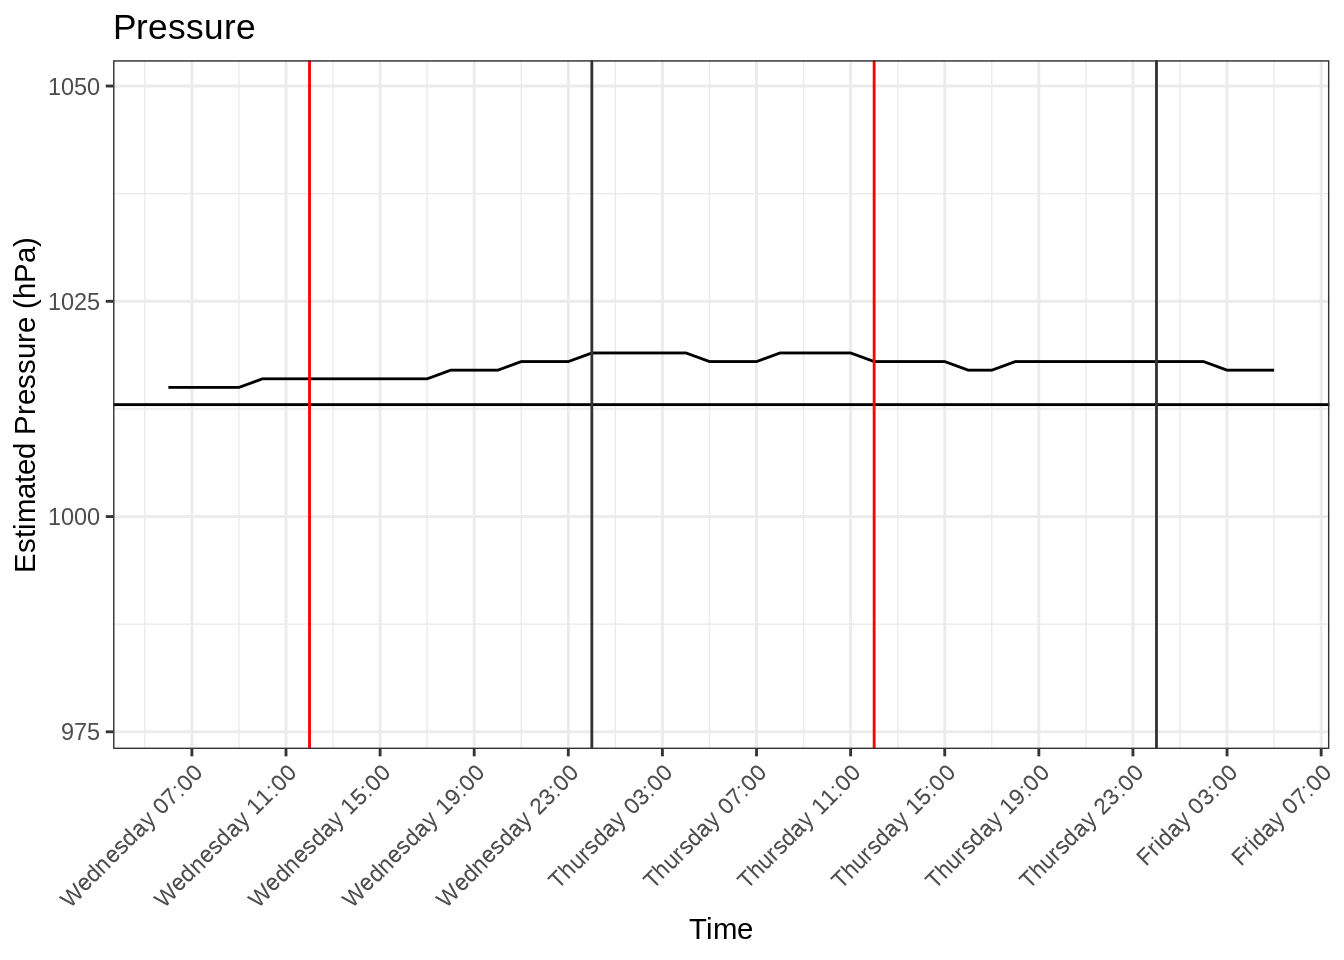 Pressure
Estimated Pressure (hPa)
1050
1025
1000
975
Wednesday 07:00
Wednesday 11:00
Wednesday 15:00
Wednesday 19:00
Wednesday 23:00
Thursday 03:00
Thursday 07:00
Thursday 11:00
Thursday 15:00
Thursday 19:00
Thursday 23:00
Friday 03:00
Friday 07:00
Time